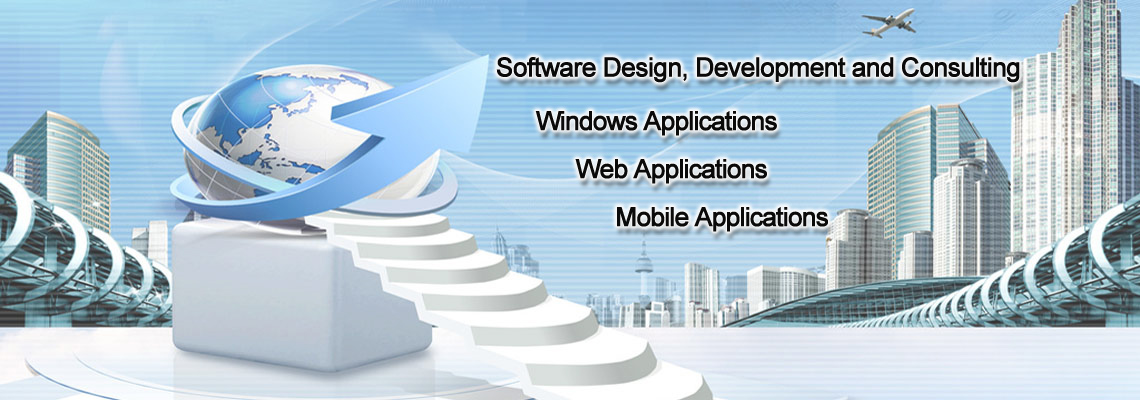 Software Design, Development and Consulting
Windows Applications
Web Applications
Mobile Applications